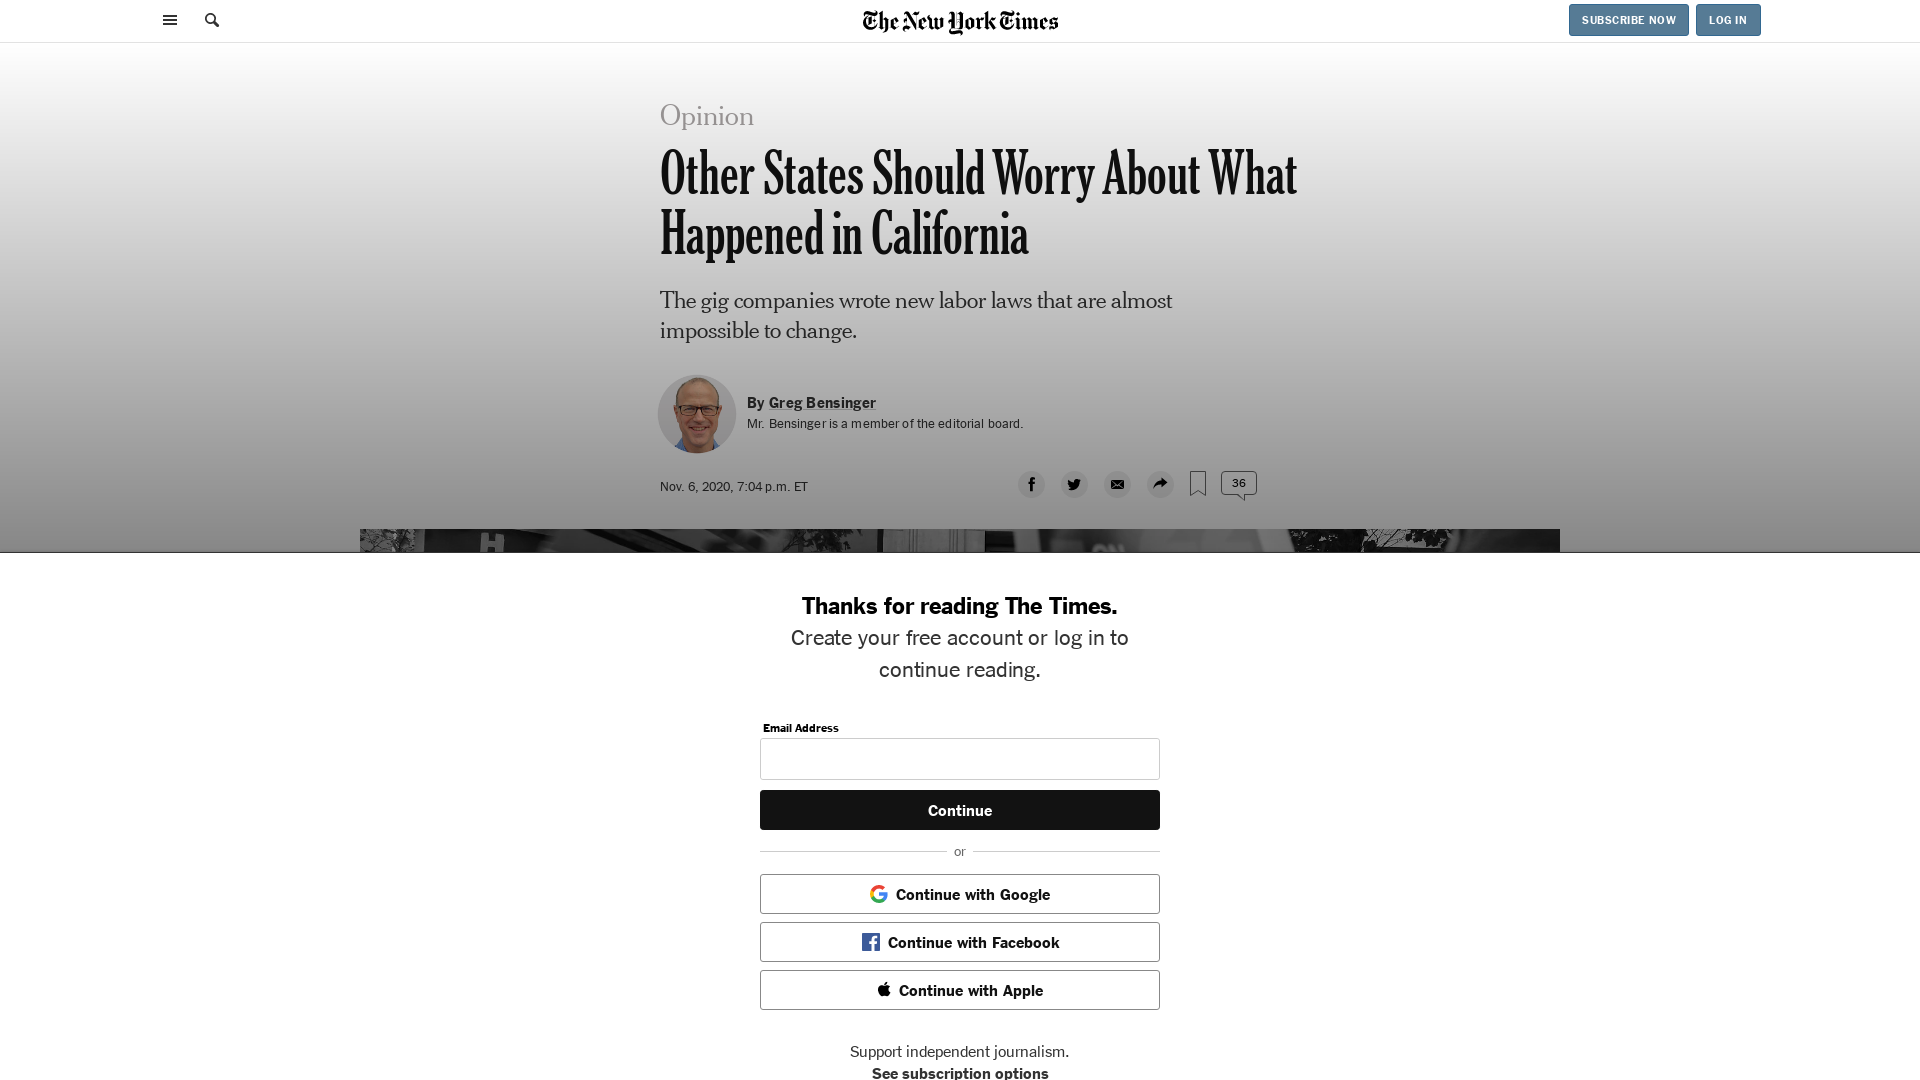 The New York Times
SUBSCRIBE NOW
LOG IN
Opinion
Other States Should Worry About What
Happened in California
The gig companies wrote new labor laws that are almost
impossible to change.
By Greg Bensinger
Mr. Bensinger is a member of the editorial board.
Nov. 6, 2020, 7:04 p.m. ET
36
H
Thanks for reading The Times.
Create your free account or log in to
continue reading.
Email Address
Continue
or
Continue with Google
Continue with Facebook
Continue with Apple
Support independent journalism.
See subscription options